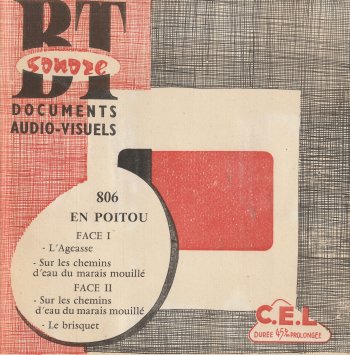 BT
sonore
DOCUMENTS
AUDIO-VISUELS
806
EN POITOU
FACE I
- L'Ageasse
- Sur les chemins
d'eau du marais mouillé
FACE II
- Sur les chemins
d'eau du marais mouillé
- Le brisquet
C.E.L.
DURÉE 45t. PROLONGÉE